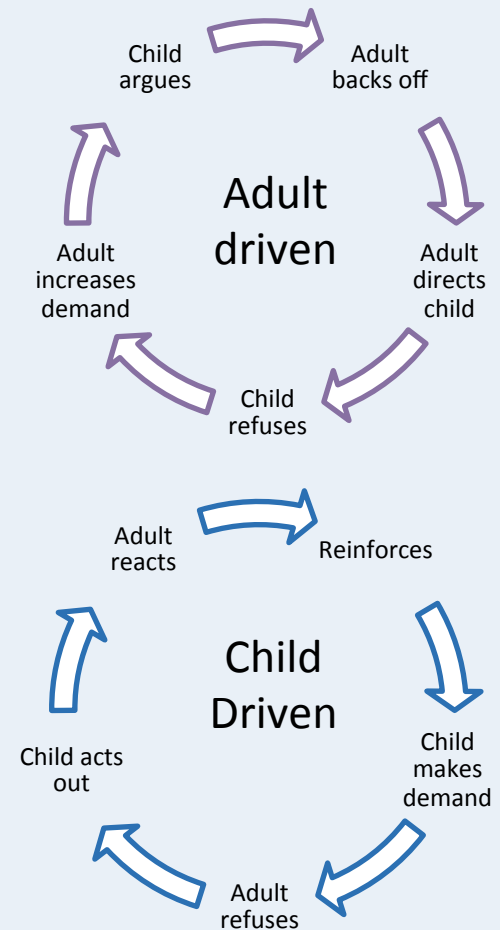 Child
argues
Adult
backs off
Adult
driven
Adult
increases
demand
Adult
directs
child
Child
refuses
Adult
reacts
Reinforces
Child
Driven
Child acts
out
Child
makes
demand
Adult
refuses